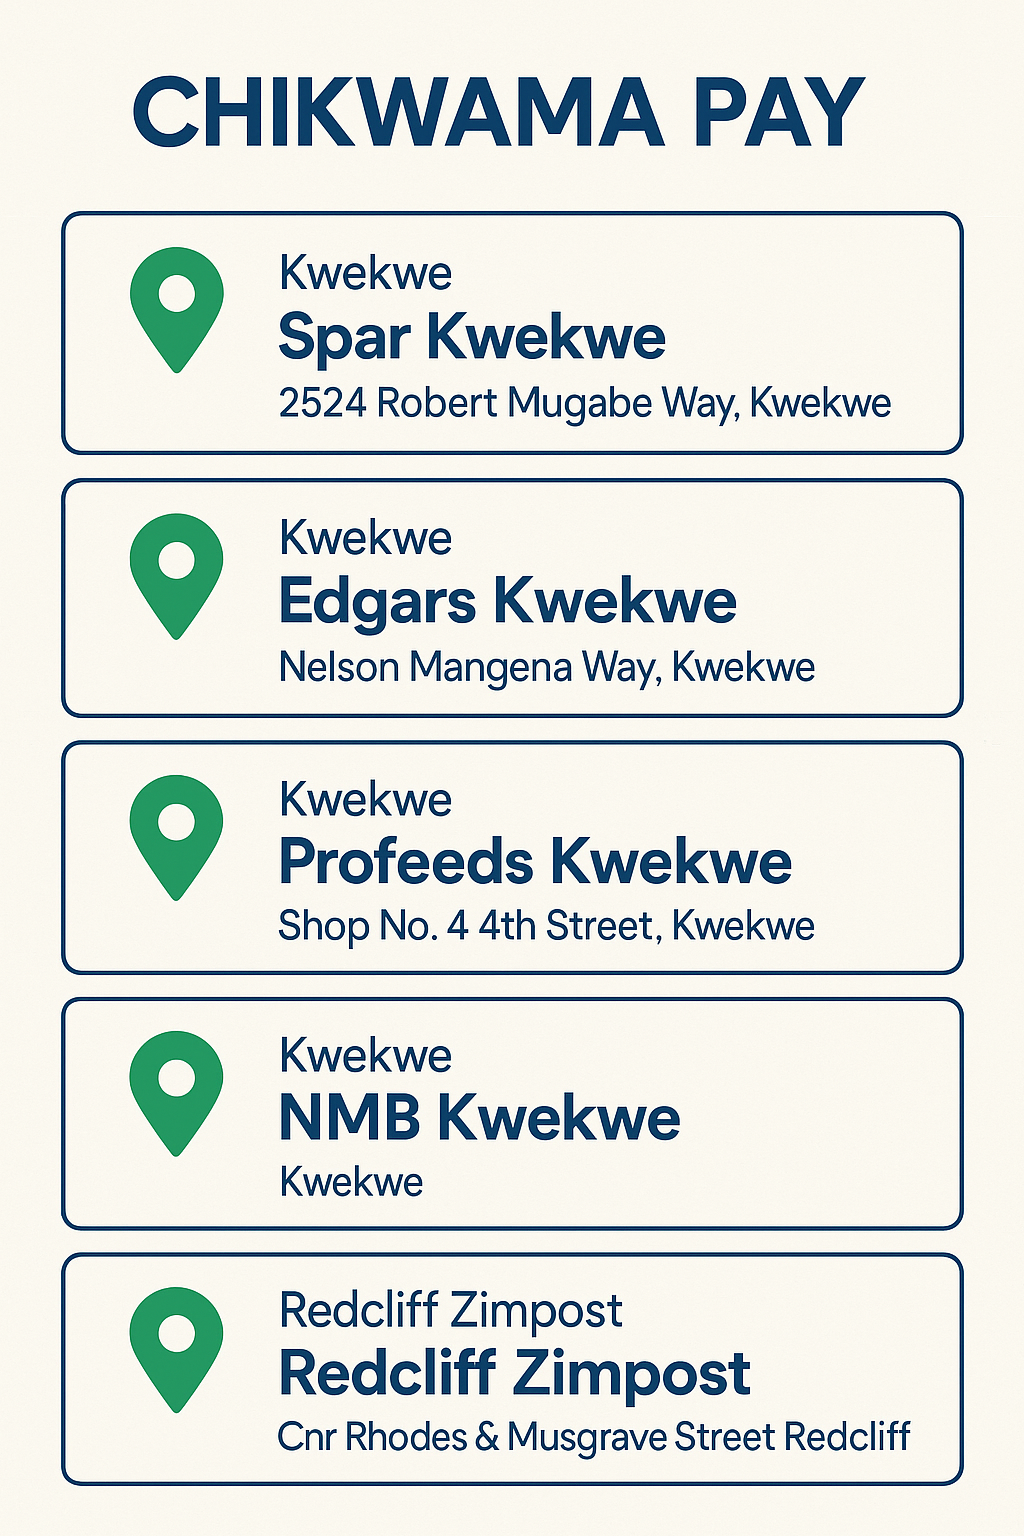 CHIKWAMA PAY
Kwekwe
Spar Kwekwe
2524 Robert Mugabe Way, Kwekwe
Kwekwe
Edgars Kwekwe
Nelson Mangena Way, Kwekwe
Kwekwe
Profeeds Kwekwe
Shop No. 4 4th Street, Kwekwe
Kwekwe
NMB Kwekwe
Kwekwe
Redcliff Zimpost
Redcliff Zimpost
Cnr Rhodes & Musgrave Street Redcliff